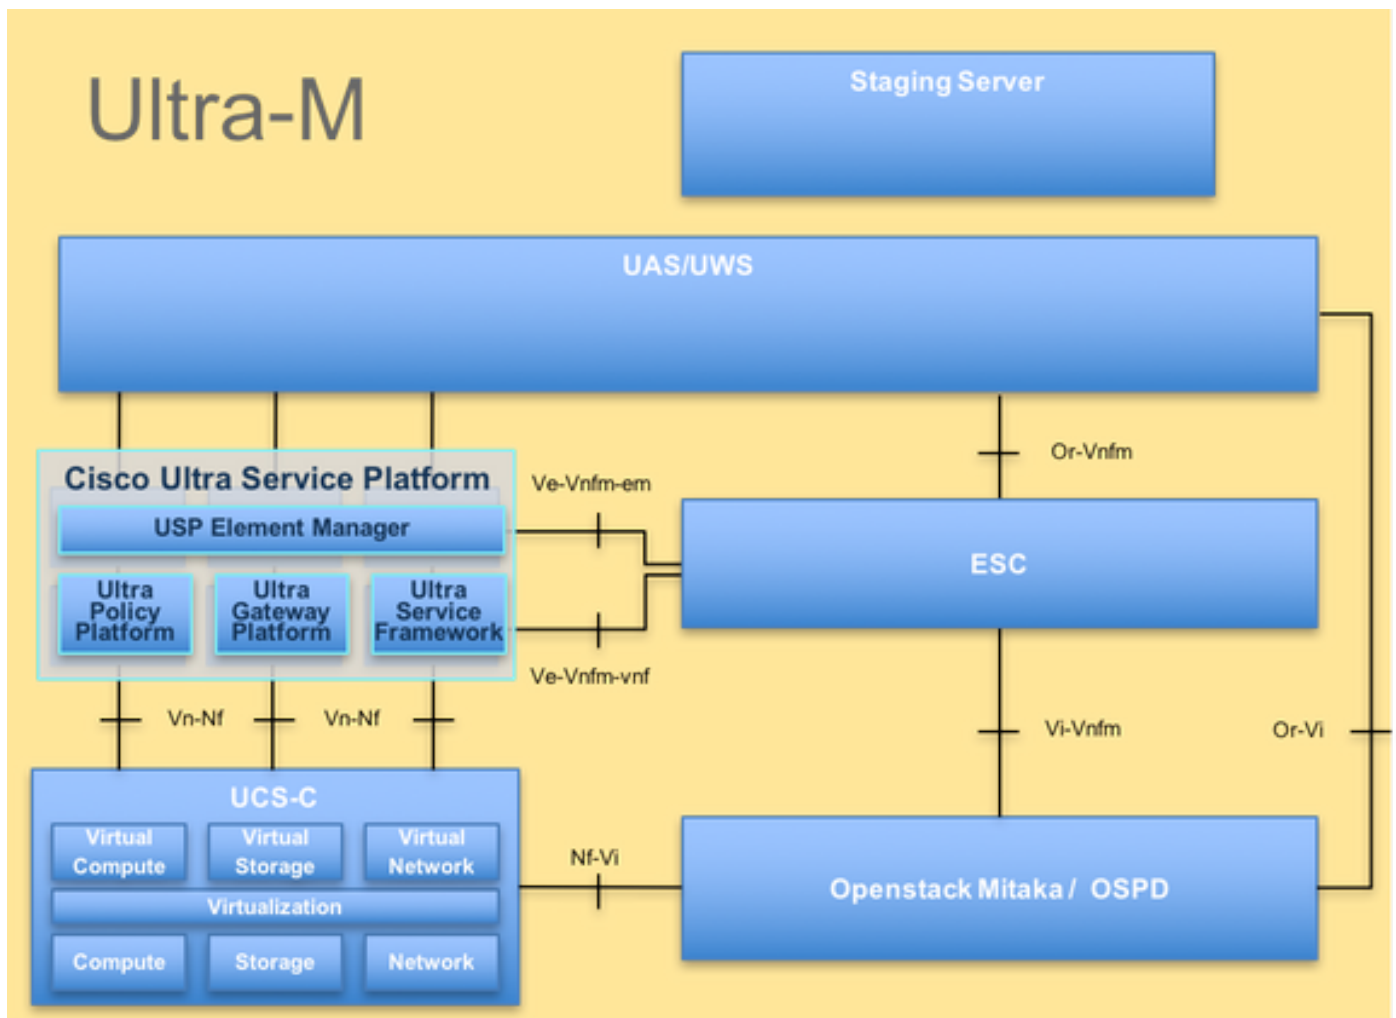 Ultra-M
Staging Server
UAS/UWS
Or-Vnfm
Cisco Ultra Service Platform
Ve-Vnfm-em
USP Element Manager
ESC
Ultra
Policy
Platform
Ultra
Gateway
Platform
Ultra
Service
Framework
Ve-Vnfm-vnf
Vn-Nf
Vn-Nf
Vi-Vnfm
Or-Vi
UCS-C
Virtual
Compute
Virtual
Storage
Virtual
Network
Nf-Vi
Openstack Mitaka / OSPD
Virtualization
Compute
Storage
Network